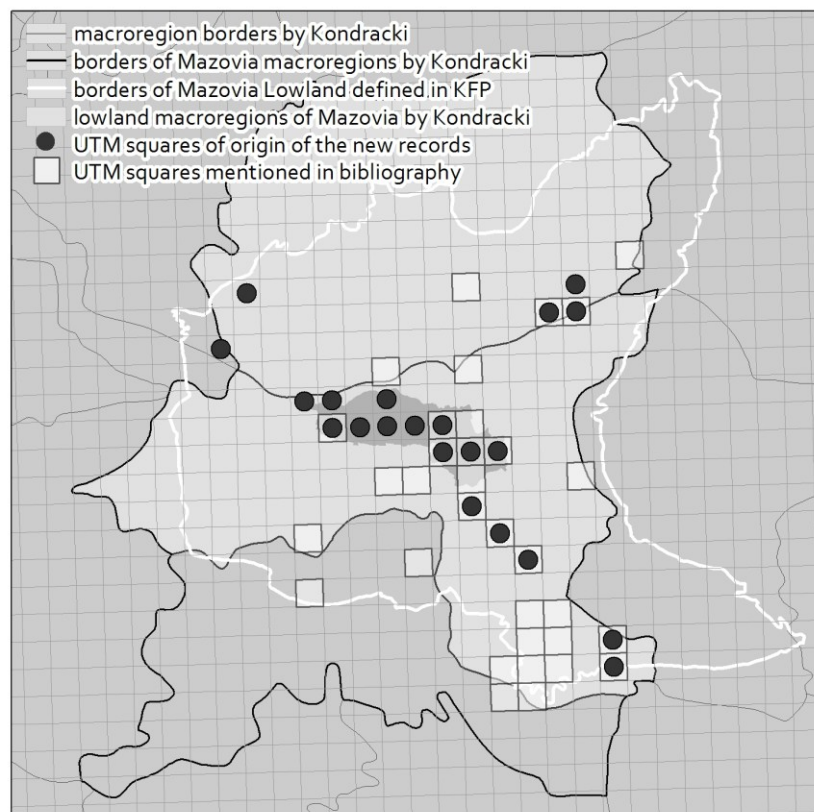 macroregion borders by Kondracki
borders of Mazovia macroregions by Kondracki
borders of Mazovia Lowland defined in KFP
lowland macroregions of Mazovia by Kondracki
UTM squares of origin of the new records
UTM squares mentioned in bibliography